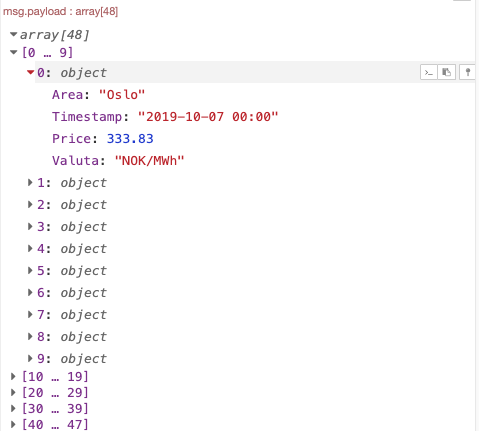 msg.payload : array[48]
array[48]
[0 … 9]
0: object
Area: "Oslo"
Timestamp: "2019-10-07 00:00"
Price: 333.83
Valuta: "NOK/MWh"
1: object
2: object
3: object
4: object
5: object
6: object
7: object
8: object
9: object
[10 … 19]
[20 … 29]
[30 … 39]
[40 … 47]